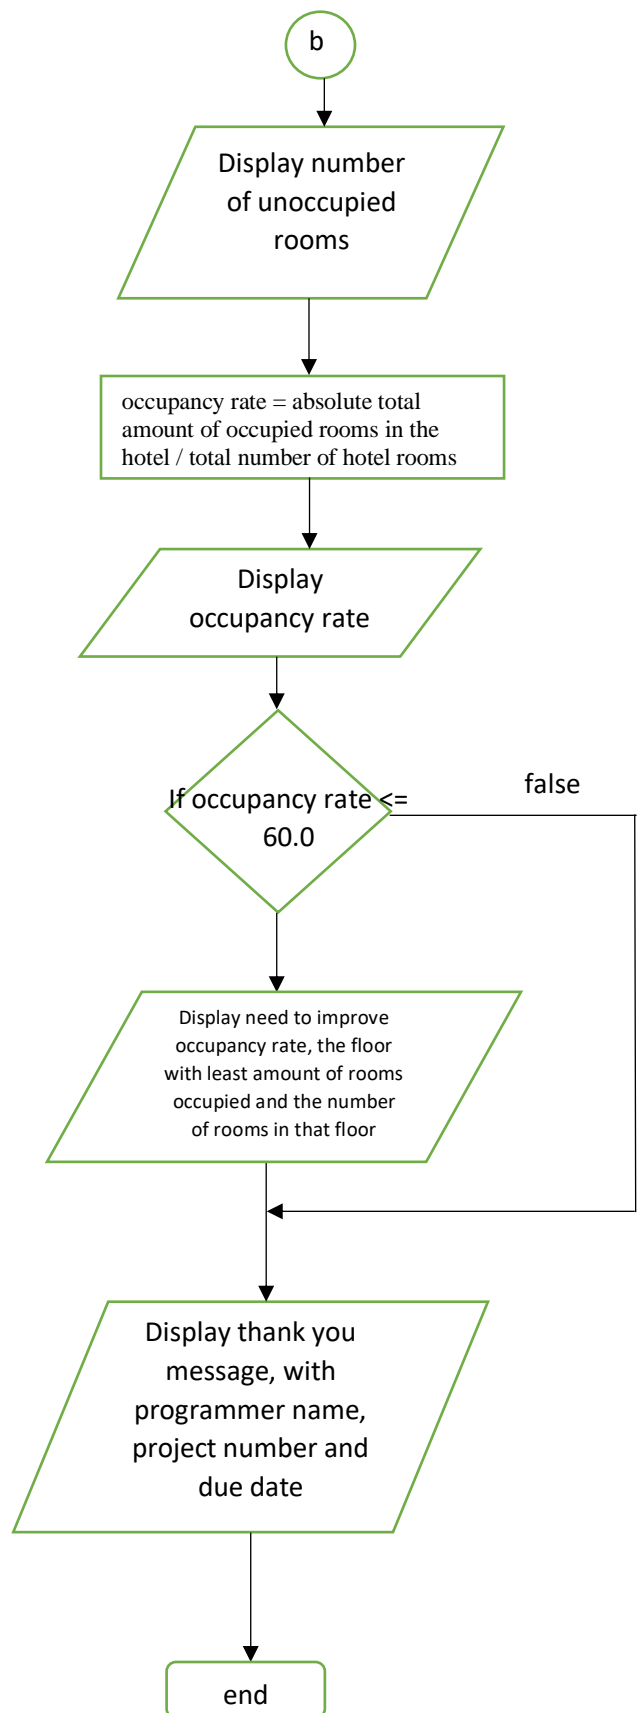 b
Display number
of unoccupied
rooms
occupancy rate = absolute total
amount of occupied rooms in the
hotel / total number of hotel rooms
Display
occupancy rate
If occupancy rate <=
60.0
false
Display need to improve
occupancy rate, the floor
with least amount of rooms
occupied and the number
of rooms in that floor
Display thank you
message, with
programmer name,
project number and
due date
end